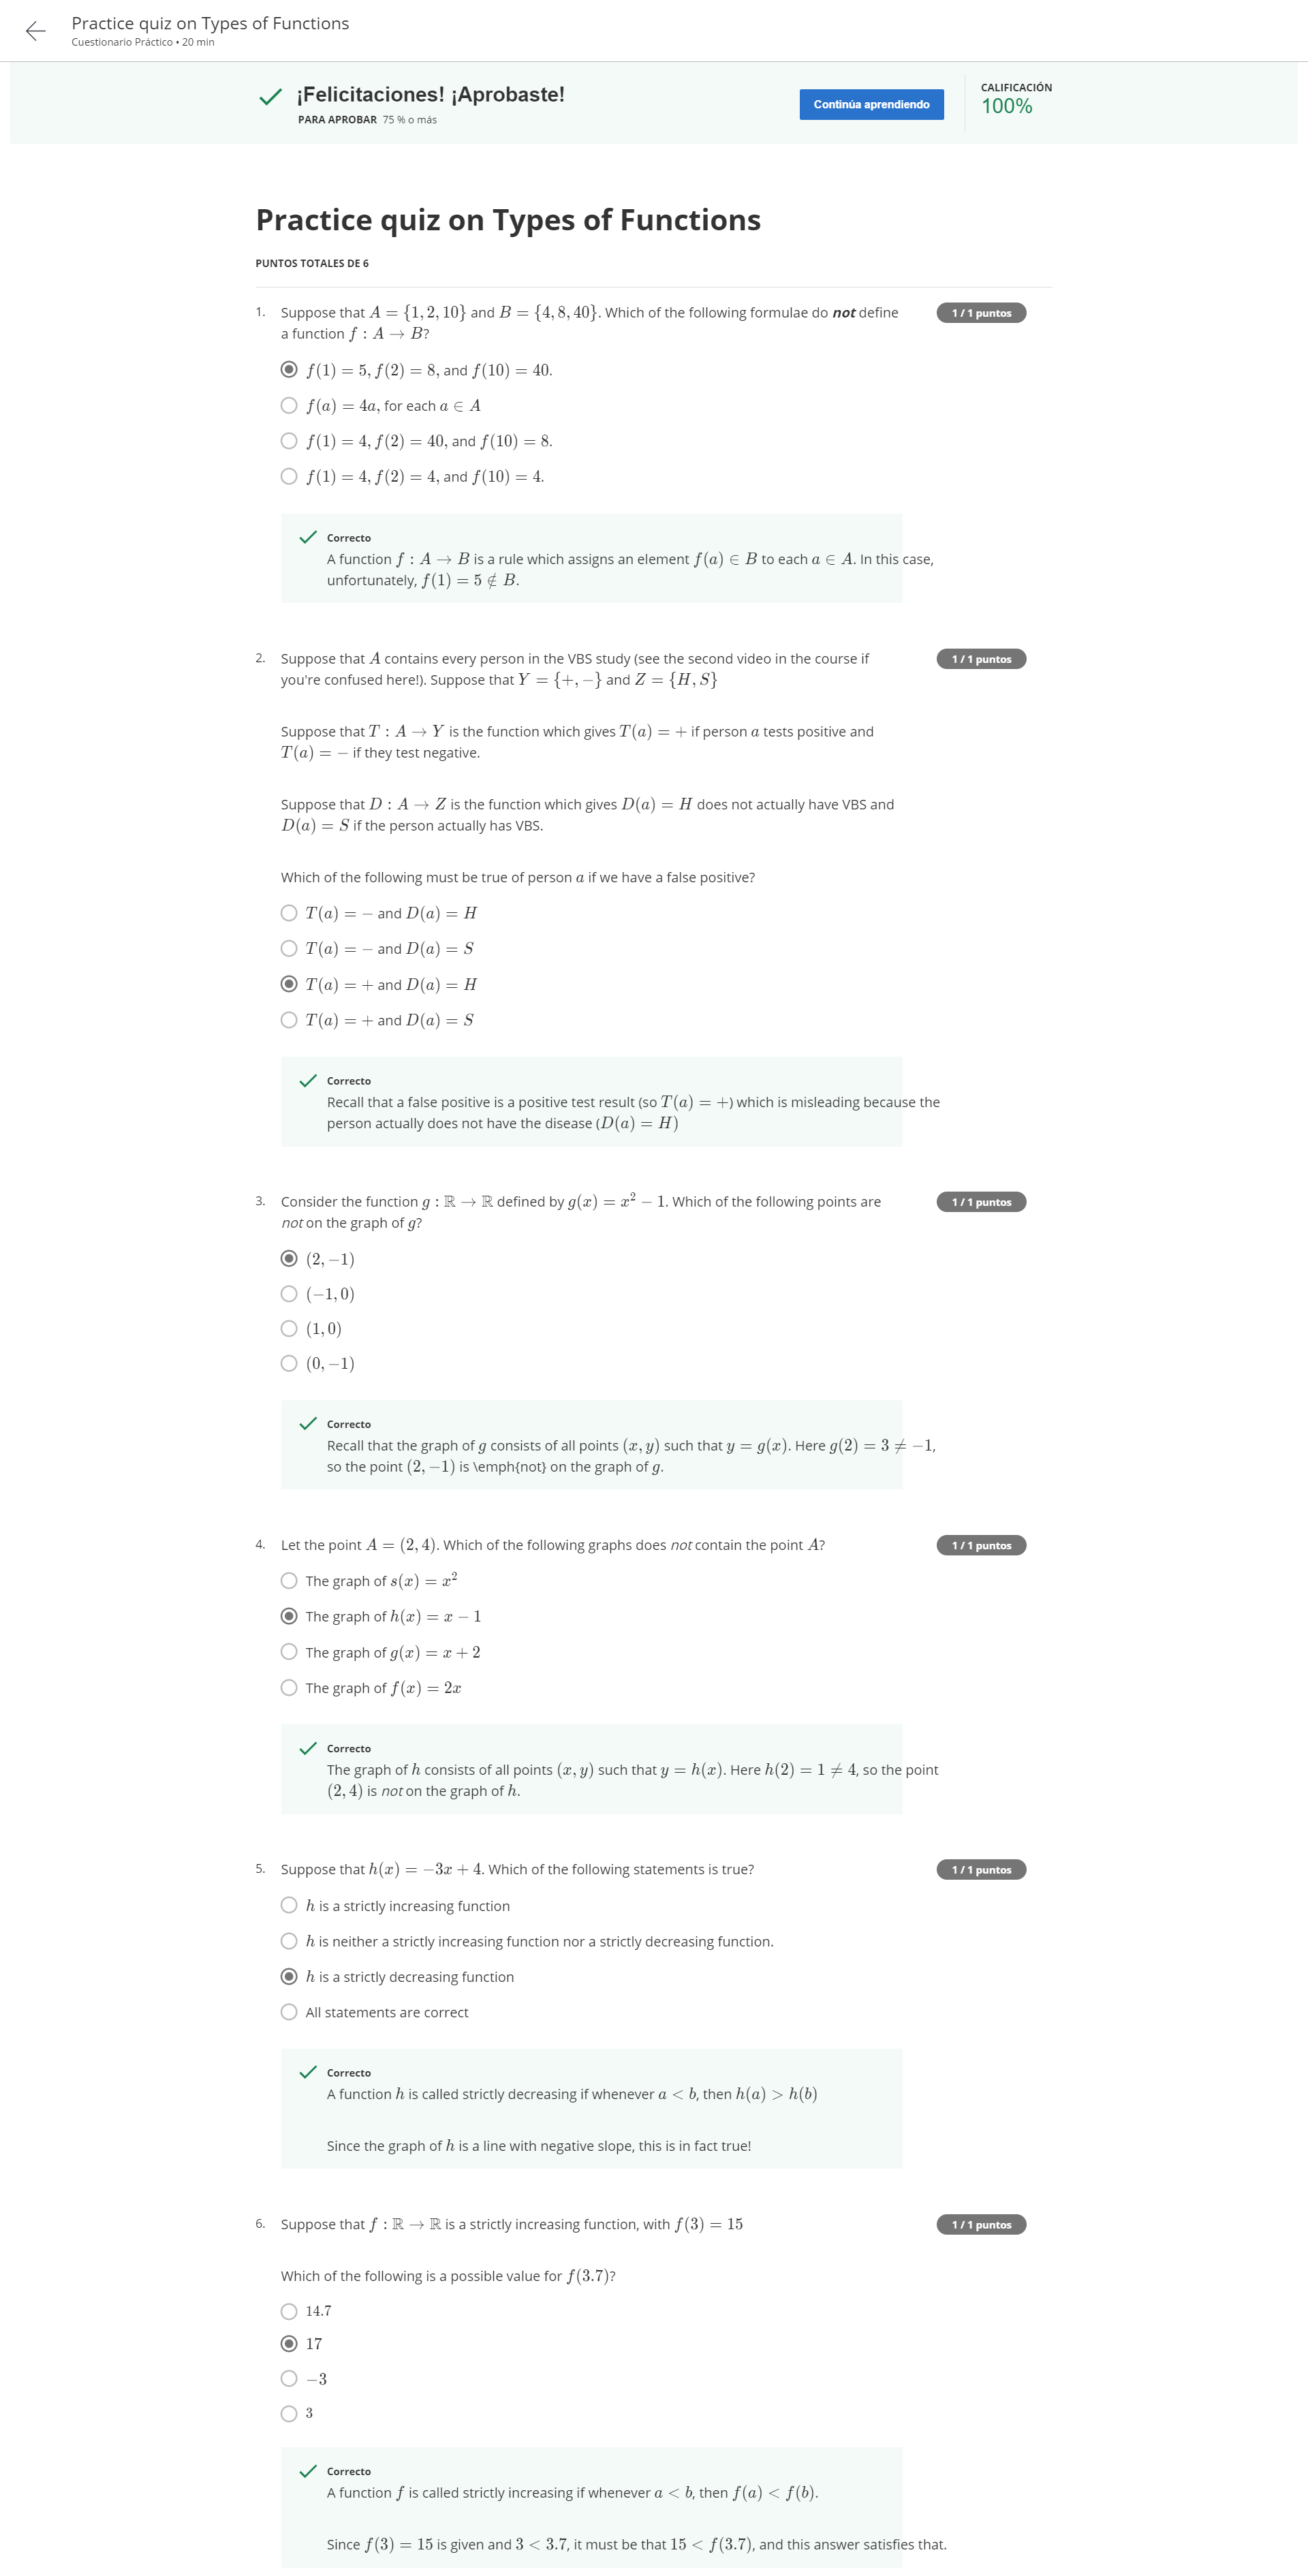 Practice quiz on Types of Functions
Cuestionario Práctico • 20 min
¡Felicitaciones! ¡Aprobaste!
PARA APROBAR 75 % o más
Continúa aprendiendo
CALIFICACIÓN
100%
Practice quiz on Types of Functions
PUNTOS TOTALES DE 6
1. Suppose that A = {1, 2, 10} and B = {4, 8, 40}. Which of the following formulae do not define
a function f : A → B?
1 / 1 puntos
f(1) = 5, f(2) = 8, and f(10) = 40.
f(a) = 4a, for each a ∈ A
f(1) = 4, f(2) = 40, and f(10) = 8.
f(1) = 4, f(2) = 4, and f(10) = 4.
Correcto
A function f : A → B is a rule which assigns an element f(a) ∈ B to each a ∈ A. In this case,
unfortunately, f(1) = 5 ∉ B.
2. Suppose that A contains every person in the VBS study (see the second video in the course if
you're confused here!). Suppose that Y = {+, −} and Z = {H, S}
1 / 1 puntos
Suppose that T : A → Y is the function which gives T(a) = + if person a tests positive and
T(a) = − if they test negative.
Suppose that D : A → Z is the function which gives D(a) = H does not actually have VBS and
D(a) = S if the person actually has VBS.
Which of the following must be true of person a if we have a false positive?
T(a) = − and D(a) = H
T(a) = − and D(a) = S
T(a) = + and D(a) = H
T(a) = + and D(a) = S
Correcto
Recall that a false positive is a positive test result (so T(a) = +) which is misleading because the
person actually does not have the disease (D(a) = H)
3. Consider the function g : ℝ → ℝ defined by g(x) = x² − 1. Which of the following points are
not on the graph of g?
1 / 1 puntos
(2, −1)
(−1, 0)
(1, 0)
(0, −1)
Correcto
Recall that the graph of g consists of all points (x, y) such that y = g(x). Here g(2) = 3 ≠ −1,
so the point (2, −1) is \emph{not} on the graph of g.
4. Let the point A = (2, 4). Which of the following graphs does not contain the point A?
1 / 1 puntos
The graph of s(x) = x²
The graph of h(x) = x − 1
The graph of g(x) = x + 2
The graph of f(x) = 2x
Correcto
The graph of h consists of all points (x, y) such that y = h(x). Here h(2) = 1 ≠ 4, so the point
(2, 4) is not on the graph of h.
5. Suppose that h(x) = −3x + 4. Which of the following statements is true?
1 / 1 puntos
h is a strictly increasing function
h is neither a strictly increasing function nor a strictly decreasing function.
h is a strictly decreasing function
All statements are correct
Correcto
A function h is called strictly decreasing if whenever a < b, then h(a) > h(b)
Since the graph of h is a line with negative slope, this is in fact true!
6. Suppose that f : ℝ → ℝ is a strictly increasing function, with f(3) = 15
1 / 1 puntos
Which of the following is a possible value for f(3.7)?
14.7
17
−3
3
Correcto
A function f is called strictly increasing if whenever a < b, then f(a) < f(b).
Since f(3) = 15 is given and 3 < 3.7, it must be that 15 < f(3.7), and this answer satisfies that.